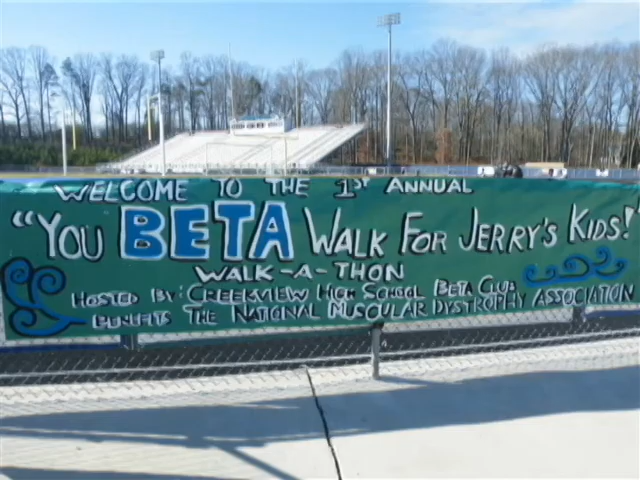 WELCOME TO THE 1ST ANNUAL
"YOU BETA WALK FOR JERRY'S KIDS!"
WALK-A-THON
HOSTED BY: CREEKVIEW HIGH SCHOOL BETA CLUB
BENEFITS THE NATIONAL MUSCULAR DYSTROPHY ASSOCIATION